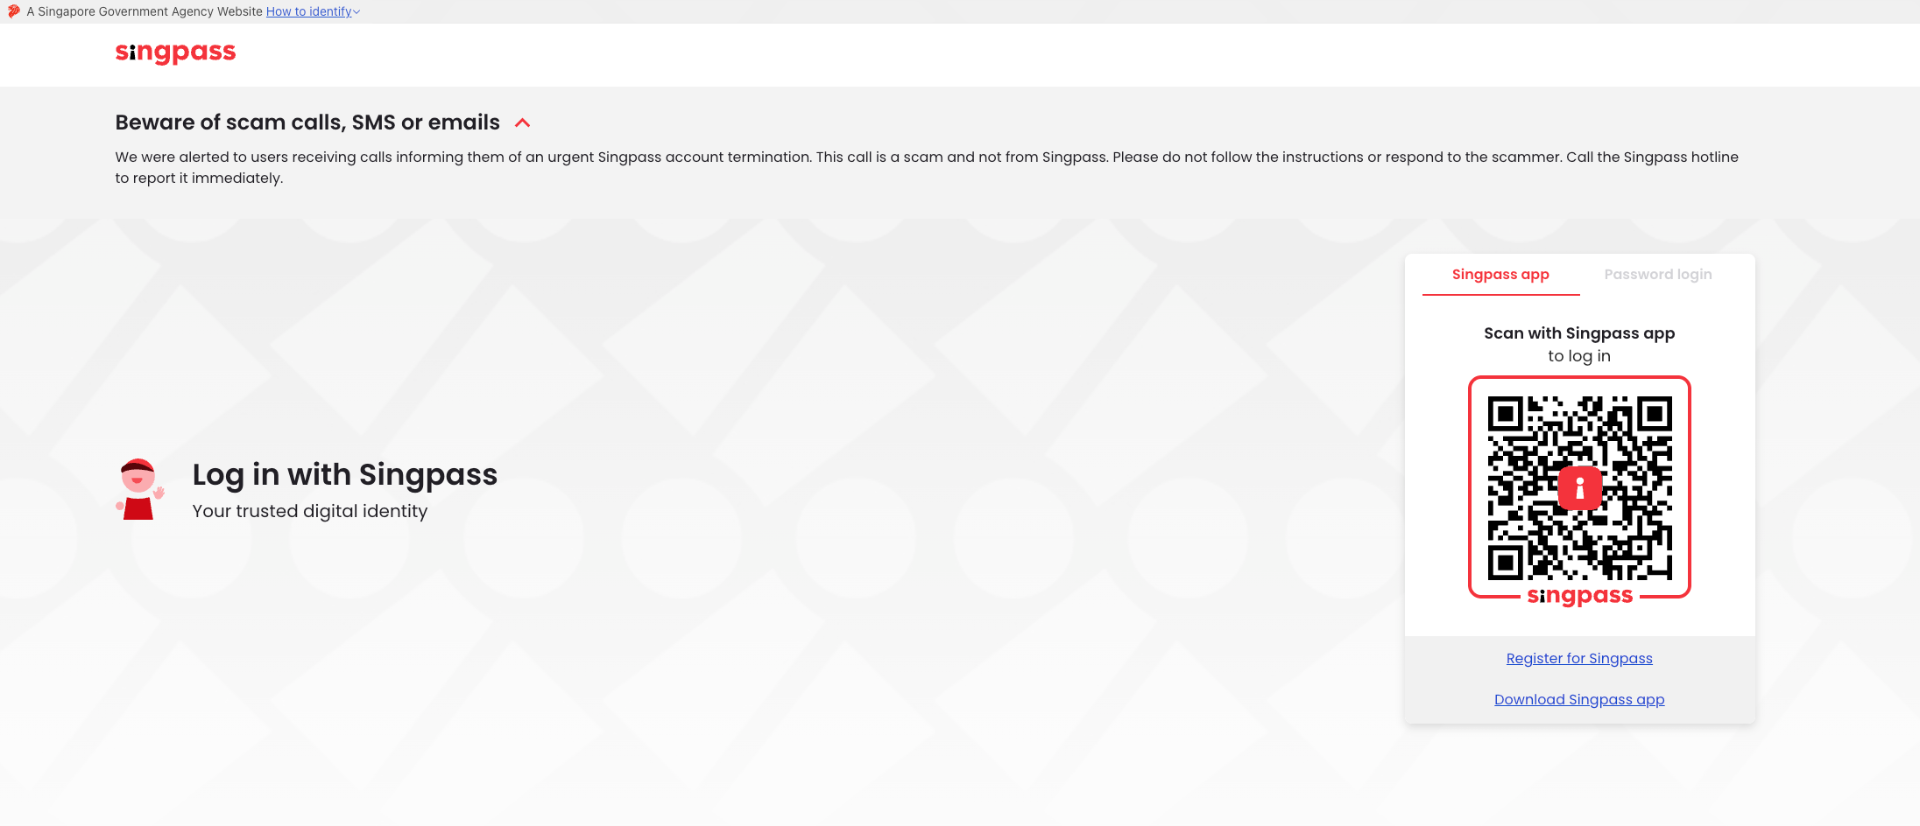 A Singapore Government Agency Website How to identify
singpass
Beware of scam calls, SMS or emails
We were alerted to users receiving calls informing them of an urgent Singpass account termination. This call is a scam and not from Singpass. Please do not follow the instructions or respond to the scammer. Call the Singpass hotline
to report it immediately.
Singpass app
Password login
Scan with Singpass app
to log in
singpass
Log in with Singpass
Your trusted digital identity
Register for Singpass
Download Singpass app